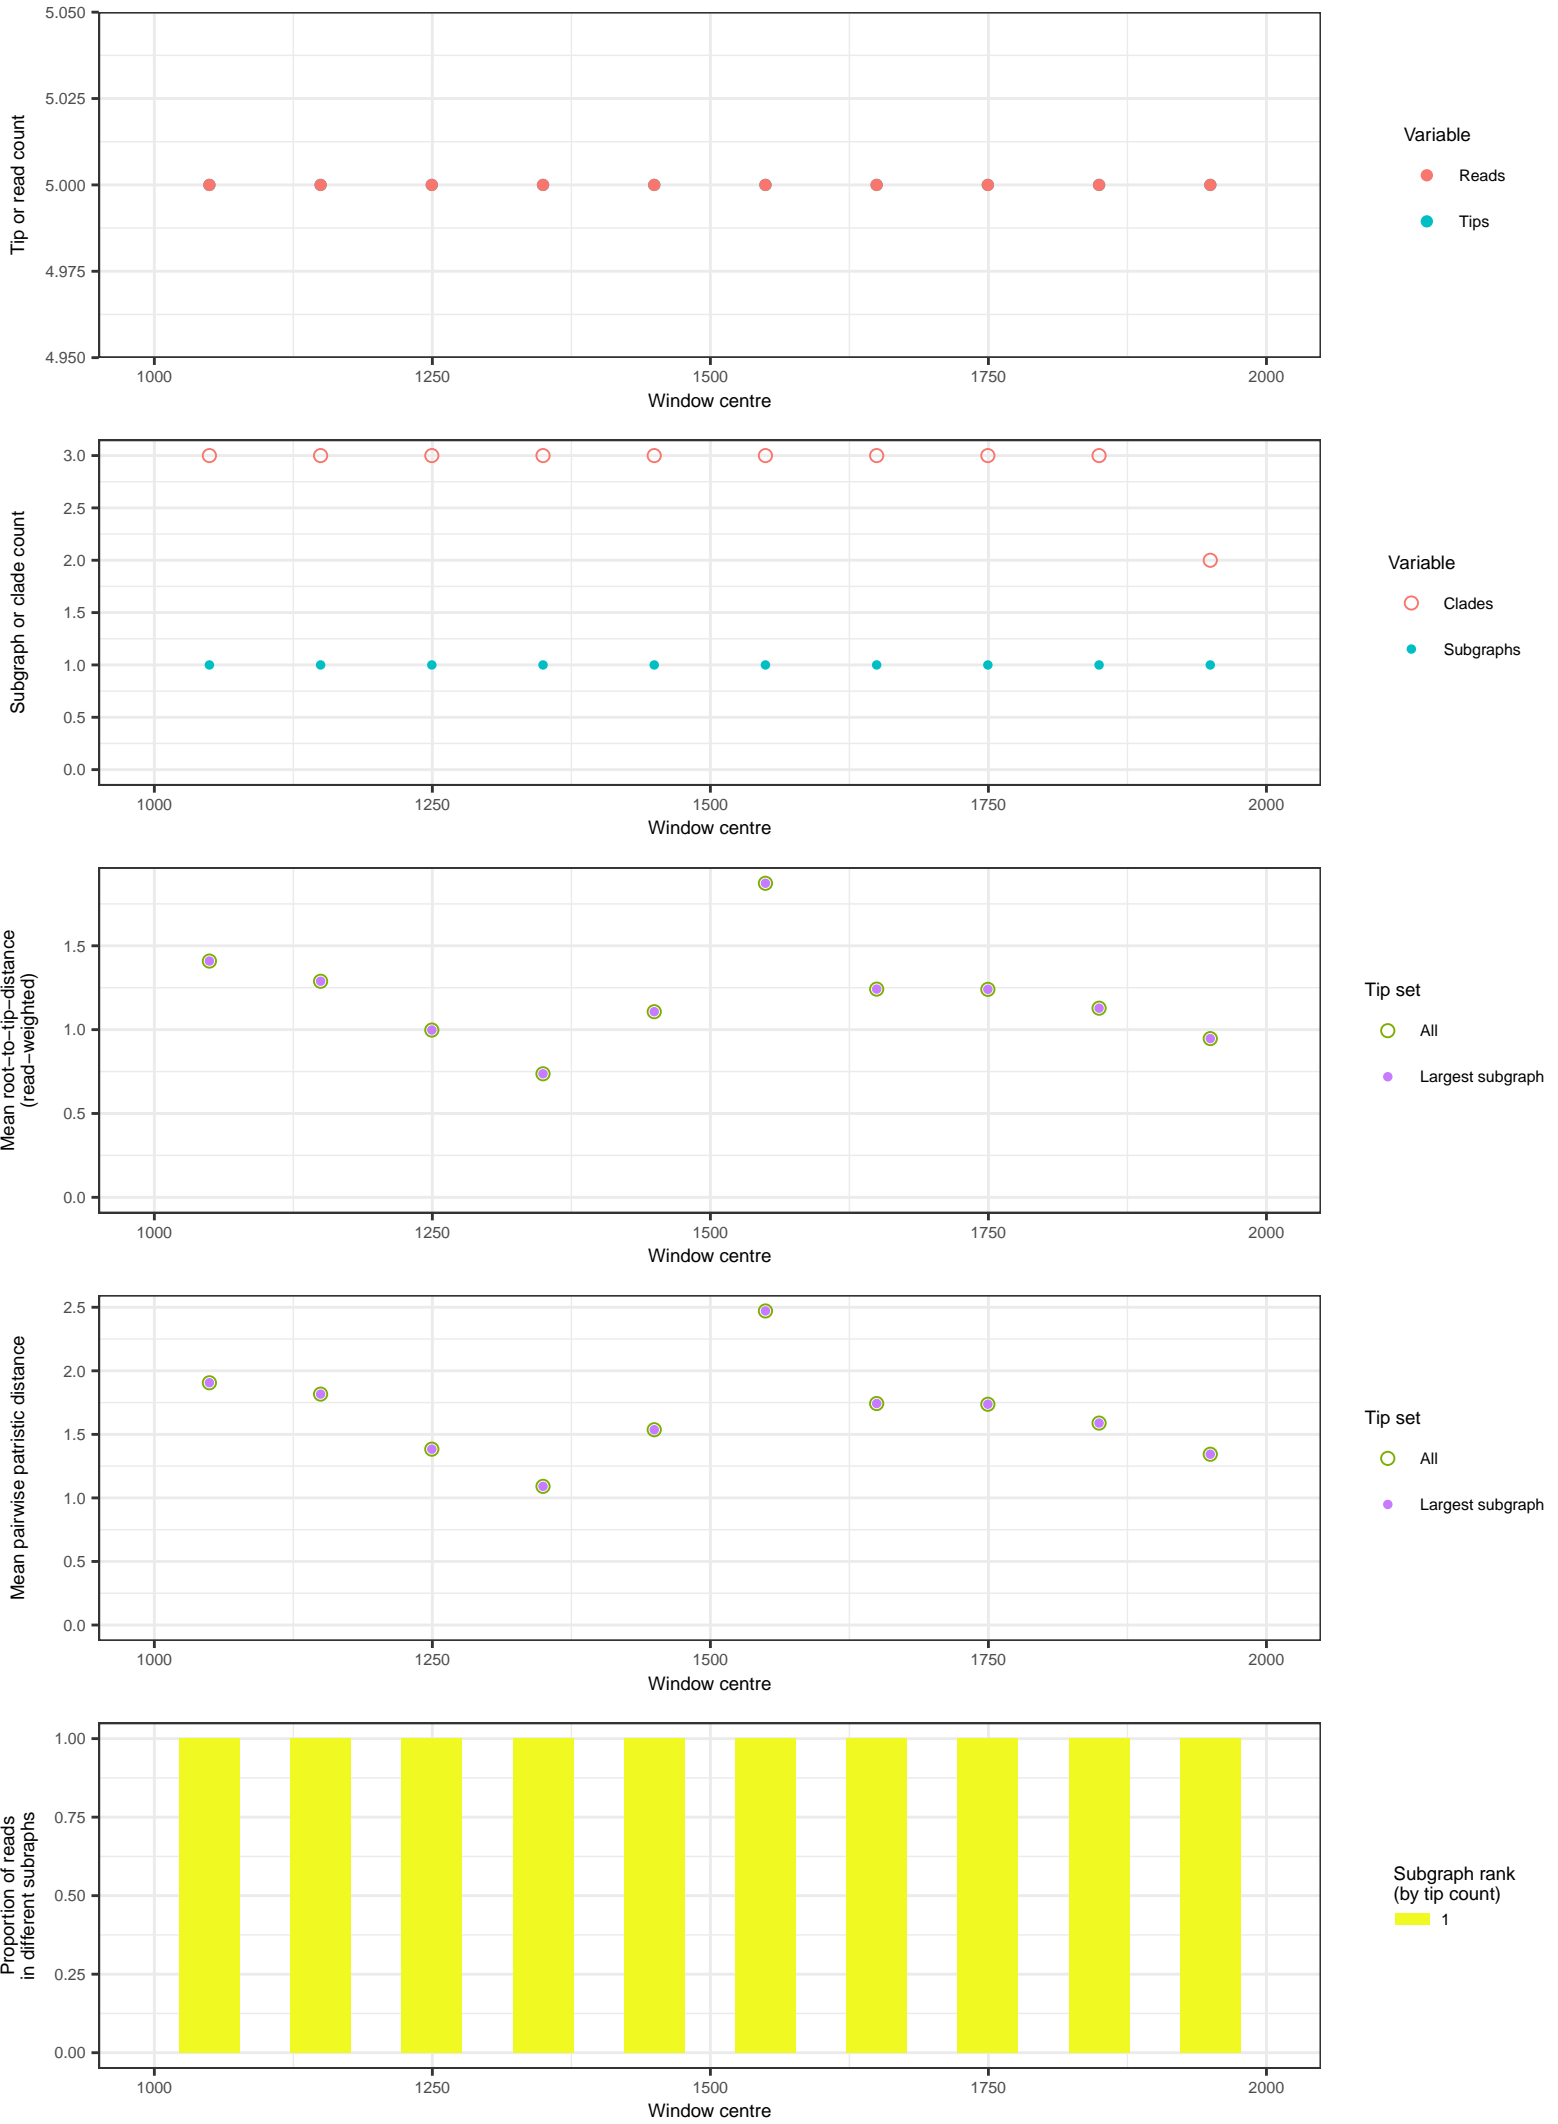 5.050
5.025
5.000
4.975
4.950
Tip or read count
1000 1250 1500 1750 2000
Window centre
Variable
Reads
Tips
3.0
2.5
2.0
1.5
1.0
0.5
0.0
Subgraph or clade count
1000 1250 1500 1750 2000
Window centre
Variable
Clades
Subgraphs
1.5
1.0
0.5
0.0
Mean root−to−tip−distance
(read−weighted)
1000 1250 1500 1750 2000
Window centre
Tip set
All
Largest subgraph
2.5
2.0
1.5
1.0
0.5
0.0
Mean pairwise patristic distance
1000 1250 1500 1750 2000
Window centre
Tip set
All
Largest subgraph
1.00
0.75
0.50
0.25
0.00
Proportion of reads
in different subraphs
1000 1250 1500 1750 2000
Window centre
Subgraph rank
(by tip count)
1